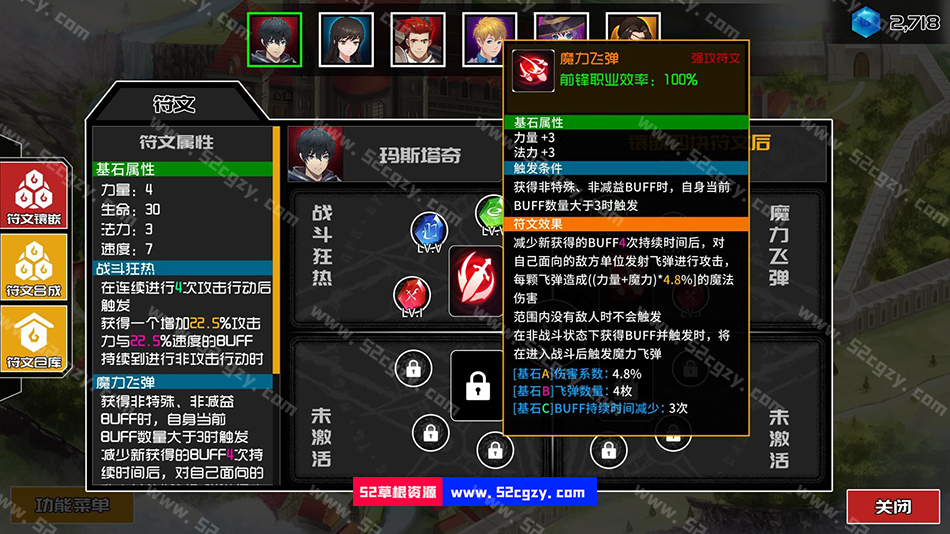 2,718
符文
符文镶嵌
符文合成
符文仓库
符文属性
基石属性
力量：4
生命：30
法力：3
速度：7
战斗狂热
在连续进行4次攻击行动后
触发
获得一个增加22.5%攻击
力与22.5%速度的BUFF
持续到进行非攻击行动时
魔力飞弹
获得非特殊、非减益
BUFF时，自身当前
BUFF数量大于3时触发
减少新获得的BUFF4次持
续时间后，对自己面向的
玛斯塔奇
战斗狂热
LV.V
LV.V
LV.I
未激活
魔力飞弹
强攻符文
前锋职业效率：100%
基石属性
力量 +3
法力 +3
触发条件
获得非特殊、非减益BUFF时，自身当前
BUFF数量大于3时触发
符文效果
减少新获得的BUFF4次持续时间后，对
自己面向的敌方单位发射飞弹进行攻击，
每颗飞弹造成((力量+魔力)*4.8%]的魔法
伤害
范围内没有敌人时不会触发
在非战斗状态下获得BUFF并触发时，将
在进入战斗后触发魔力飞弹
[基石A]伤害系数：4.8%
[基石B]飞弹数量：4枚
[基石C]BUFF持续时间减少：3次
魔力飞弹
未激活
功能菜单
关闭
52草根资源 www.52cgzy.com